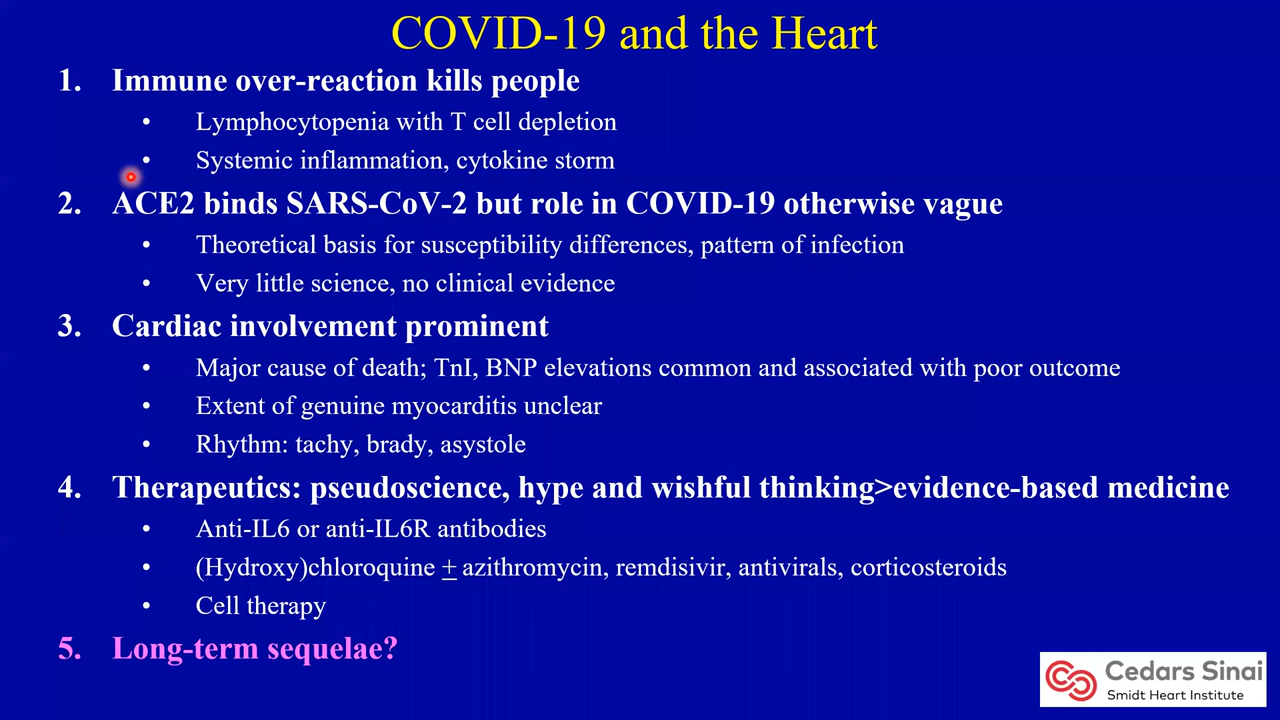 COVID-19 and the Heart
1. Immune over-reaction kills people
• Lymphocytopenia with T cell depletion
• Systemic inflammation, cytokine storm
2. ACE2 binds SARS-CoV-2 but role in COVID-19 otherwise vague
• Theoretical basis for susceptibility differences, pattern of infection
• Very little science, no clinical evidence
3. Cardiac involvement prominent
• Major cause of death; TnI, BNP elevations common and associated with poor outcome
• Extent of genuine myocarditis unclear
• Rhythm: tachy, brady, asystole
4. Therapeutics: pseudoscience, hype and wishful thinking>evidence-based medicine
• Anti-IL6 or anti-IL6R antibodies
• (Hydroxy)chloroquine ± azithromycin, remdisivir, antivirals, corticosteroids
• Cell therapy
5. Long-term sequelae?
Cedars Sinai
Smidt Heart Institute